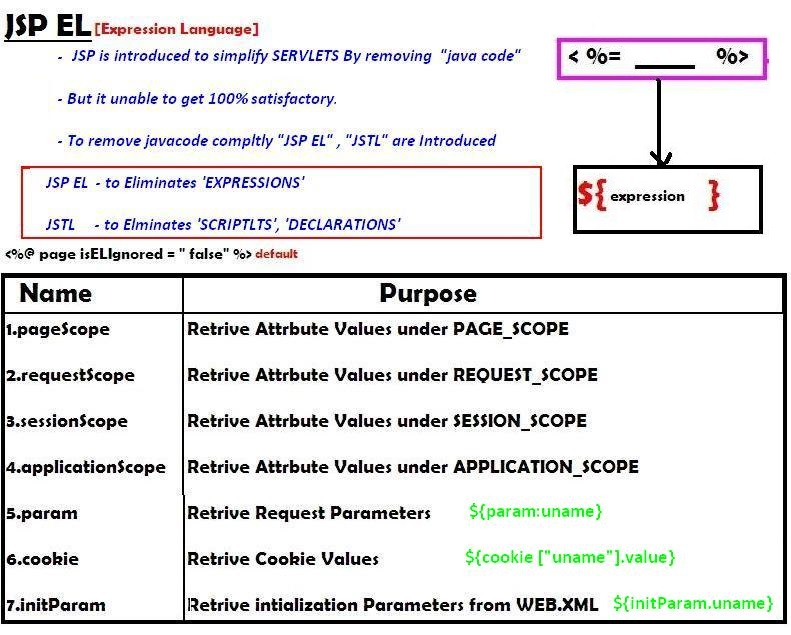 JSP EL [Expression Language]
- JSP is introduced to simplify SERVLETS By removing "java code"
< %= _____ %>
- But it unable to get 100% satisfactory.
- To remove javacode compltly "JSP EL" , "JSTL" are Introduced
JSP EL - to Eliminates 'EXPRESSIONS'
${ expression }
JSTL - to Elminates 'SCRIPTLTS', 'DECLARATIONS'
<%@ page isELIgnored = " false" %> default
Name Purpose
1.pageScope Retrive Attrbute Values under PAGE_SCOPE
2.requestScope Retrive Attrbute Values under REQUEST_SCOPE
3.sessionScope Retrive Attrbute Values under SESSION_SCOPE
4.applicationScope Retrive Attrbute Values under APPLICATION_SCOPE
5.param Retrive Request Parameters ${param:uname}
6.cookie Retrive Cookie Values ${cookie ["uname"].value}
7.initParam Retrive intialization Parameters from WEB.XML ${initParam.uname}